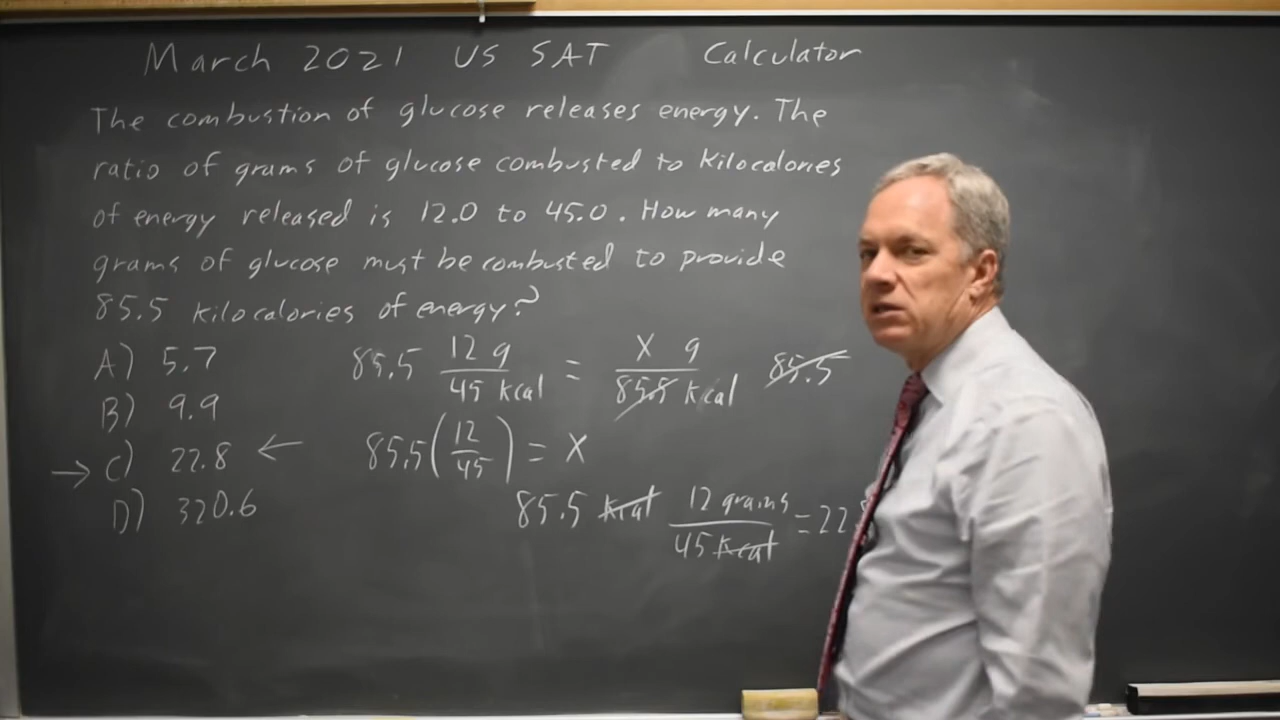 March 2021 US SAT Calculator
The combustion of glucose releases energy. The
ratio of grams of glucose combusted to Kilocalories
of energy released is 12.0 to 45.0. How many
grams of glucose must be combusted to provide
85.5 kilocalories of energy?
A) 5.7
B) 9.9
→ C) 22.8 ←
D) 320.6
85.5 12 g / 45 kcal = x g / 85.5 kcal 85.5
85.5 (12/45) = x
85.5 kcal 12 grams / 45 kcal = 22